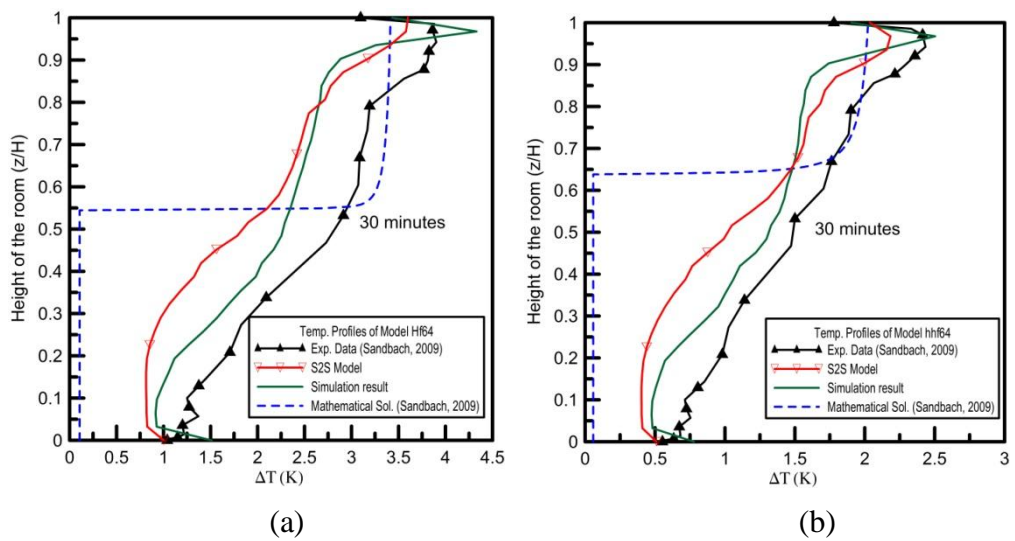 1
0.9
0.8
0.7
0.6
0.5
0.4
0.3
0.2
0.1
0
Height of the room (z/H)
30 minutes
Temp. Profiles of Model Hf64
Exp. Data (Sandbach, 2009)
S2S Model
Simulation result
Mathematical Sol. (Sandbach, 2009)
0 0.5 1 1.5 2 2.5 3 3.5 4 4.5
ΔT (K)
(a)
1
0.9
0.8
0.7
0.6
0.5
0.4
0.3
0.2
0.1
0
Height of the room (z/H)
30 minutes
Temp. Profiles of Model hhf64
Exp. Data (Sandbach, 2009)
S2S Model
Simulation result
Mathematical Sol. (Sandbach, 2009)
0 0.5 1 1.5 2 2.5 3
ΔT (K)
(b)